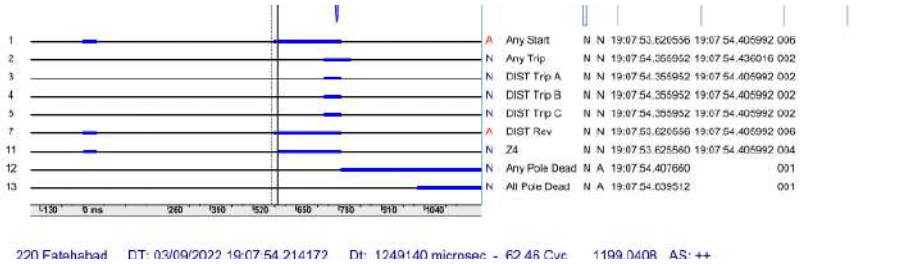 1 A Any Start N N 19:07:53.620556 19:07:54.405992 006
2 N Any Trip N N 19:07:54.355952 19:07:54.436016 002
3 N DIST Trip A N N 19:07:54.355952 19:07:54.405992 002
4 N DIST Trip B N N 19:07:54.355952 19:07:54.405992 002
5 N DIST Trip C N N 19:07:54.355952 19:07:54.405992 002
7 A DIST Rev N N 19:07:53.620556 19:07:54.405992 006
11 N Z4 N N 19:07:53.625560 19:07:54.405992 004
12 N Any Pole Dead N A 19:07:54.407660 001
13 N All Pole Dead N A 19:07:54.639512 001
-130 0 ms 260 390 520 650 780 910 1040
220 Fatehabad DT: 03/09/2022 19:07:54.214172 Dt: 1249140 microsec - 62.46 Cyc 1199.0408 AS: ++